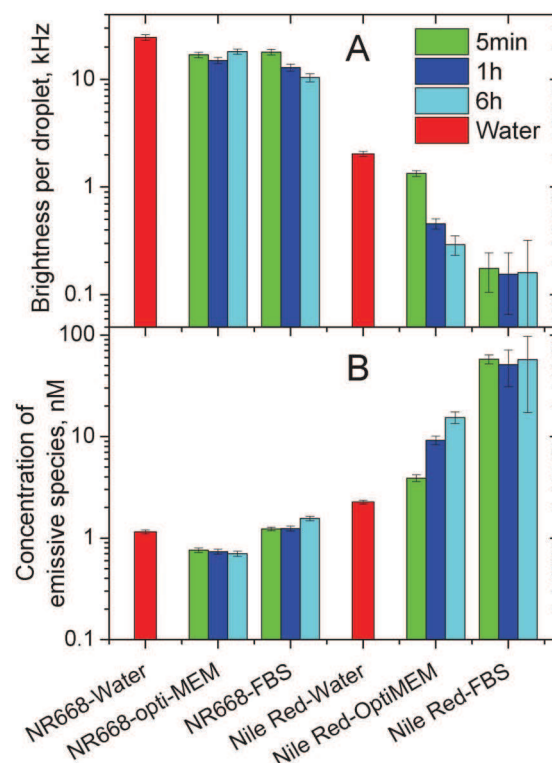 A
5min
1h
6h
Water
Brightness per droplet, kHz
10
1
0.1
B
Concentration of
emissive species, nM
100
10
1
0.1
NR668-Water
NR668-opti-MEM
NR668-FBS
Nile Red-Water
Nile Red-OptiMEM
Nile Red-FBS